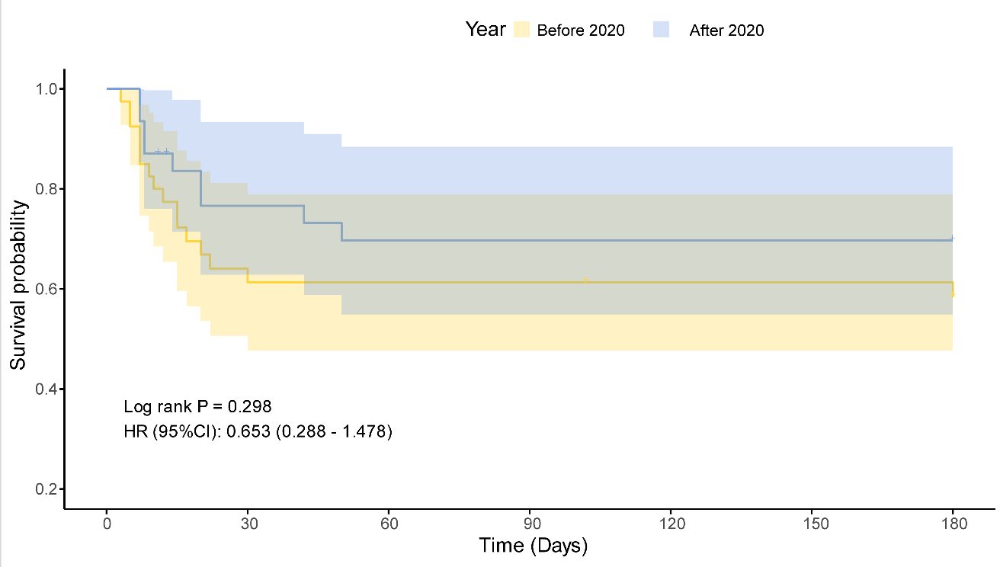 Year Before 2020 After 2020
1.0
0.8
0.6
0.4
0.2
Survival probability
Log rank P = 0.298
HR (95%CI): 0.653 (0.288 - 1.478)
0 30 60 90 120 150 180
Time (Days)